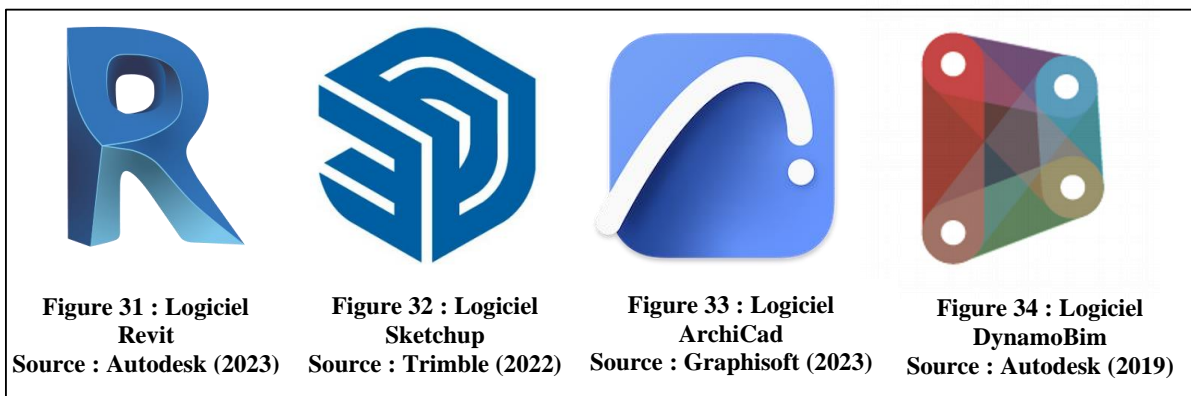 Figure 31 : Logiciel
Revit
Source : Autodesk (2023)
Figure 32 : Logiciel
Sketchup
Source : Trimble (2022)
Figure 33 : Logiciel
ArchiCad
Source : Graphisoft (2023)
Figure 34 : Logiciel
DynamoBim
Source : Autodesk (2019)